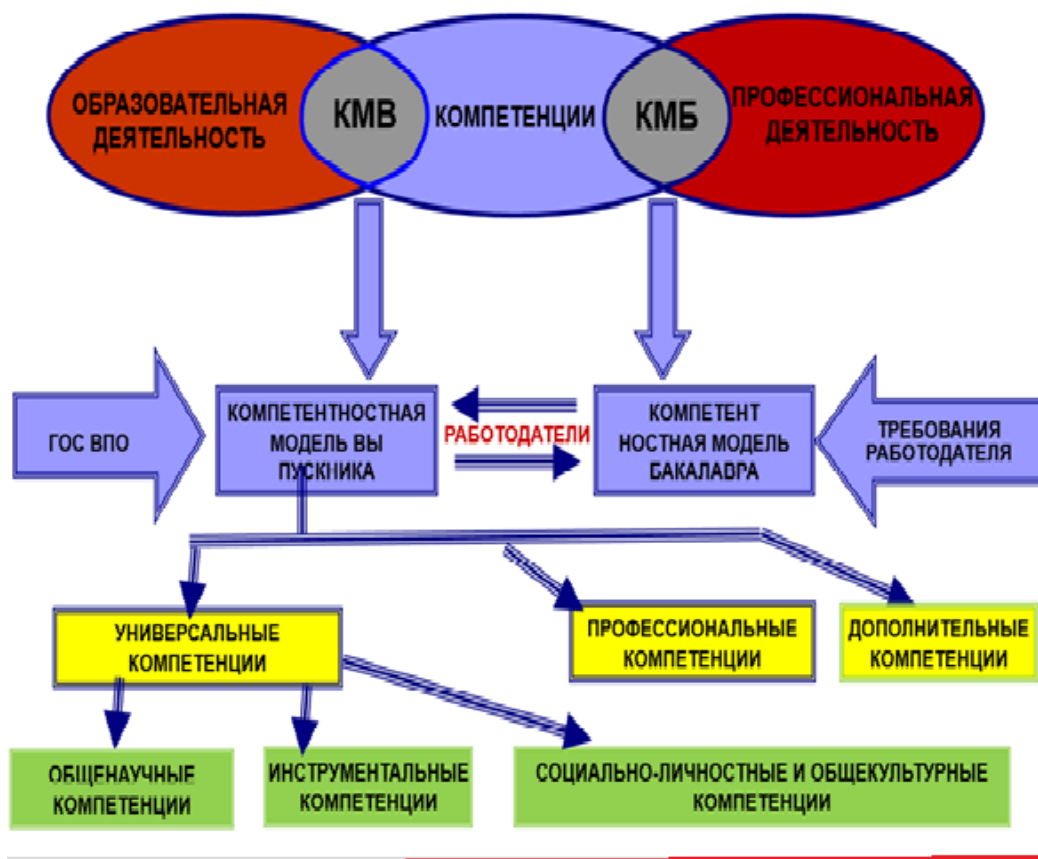 ОБРАЗОВАТЕЛЬНАЯ
ДЕЯТЕЛЬНОСТЬ
КМВ
КОМПЕТЕНЦИИ
КМБ
ПРОФЕССИОНАЛЬНАЯ
ДЕЯТЕЛЬНОСТЬ
ГОС ВПО
КОМПЕТЕНТНОСТНАЯ
МОДЕЛЬ ВЫ
ПУСКНИКА
РАБОТОДАТЕЛИ
КОМПЕТЕНТ
НОСТНАЯ МОДЕЛЬ
БАКАЛАВРА
ТРЕБОВАНИЯ
РАБОТОДАТЕЛЯ
УНИВЕРСАЛЬНЫЕ
КОМПЕТЕНЦИИ
ПРОФЕССИОНАЛЬНЫЕ
КОМПЕТЕНЦИИ
ДОПОЛНИТЕЛЬНЫЕ
КОМПЕТЕНЦИИ
ОБЩЕНАУЧНЫЕ
КОМПЕТЕНЦИИ
ИНСТРУМЕНТАЛЬНЫЕ
КОМПЕТЕНЦИИ
СОЦИАЛЬНО-ЛИЧНОСТНЫЕ И ОБЩЕКУЛЬТУРНЫЕ
КОМПЕТЕНЦИИ